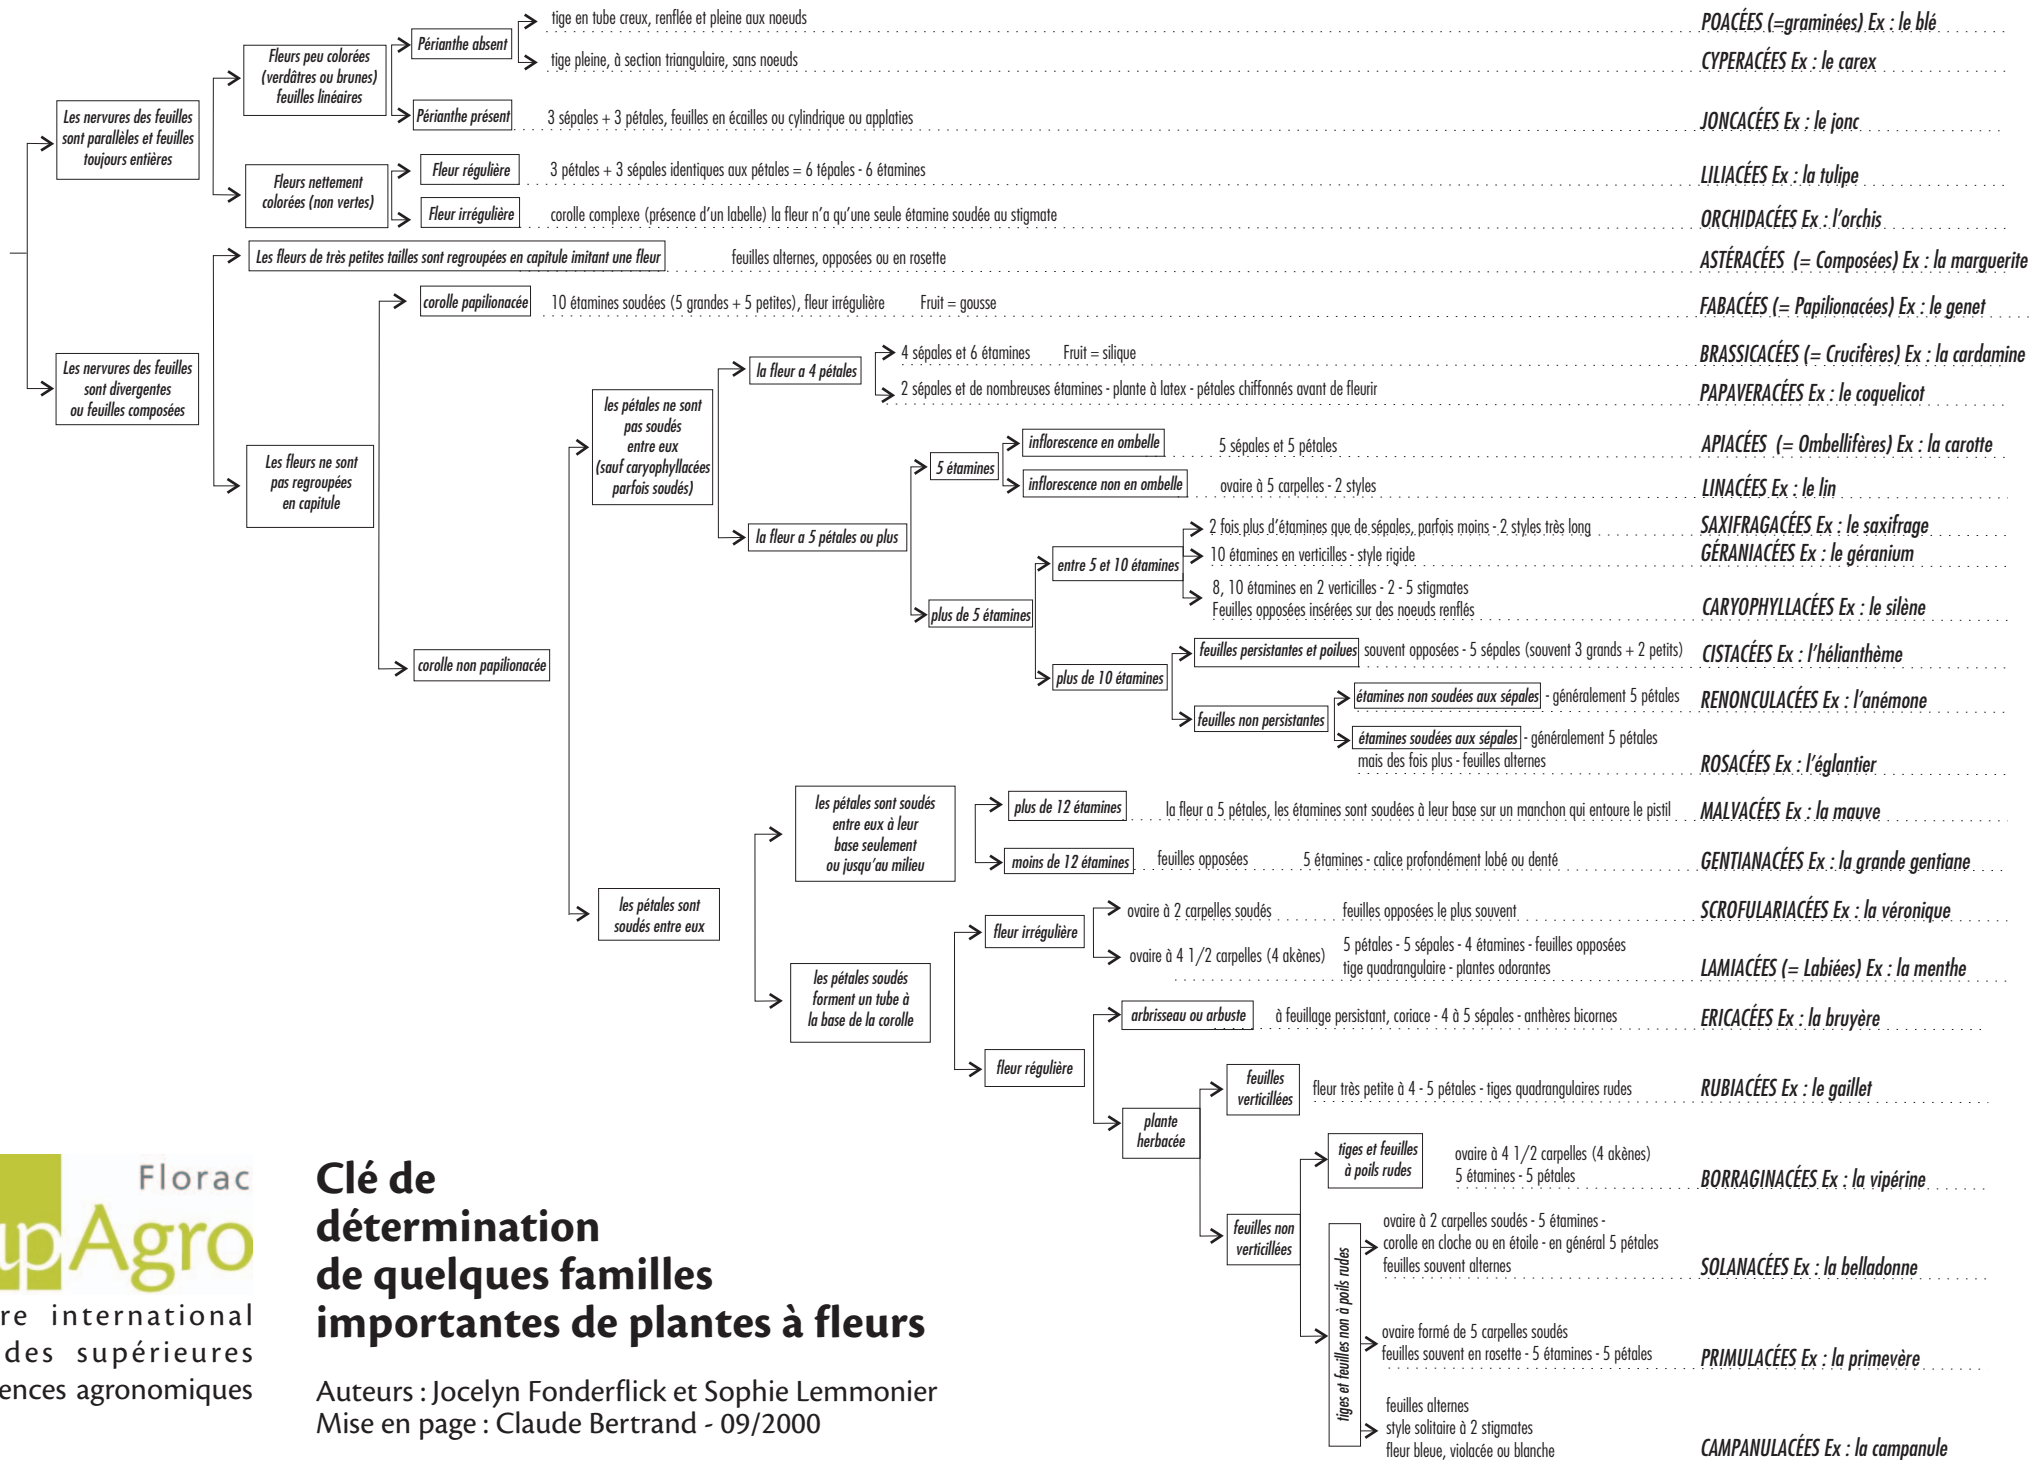 tige en tube creux, renflée et pleine aux noeuds
POACÉES (=graminées) Ex : le blé
Périanthe absent
Fleurs peu colorées
(verdâtres ou brunes)
feuilles linéaires
tige pleine, à section triangulaire, sans noeuds
CYPERACÉES Ex : le carex
Les nervures des feuilles
sont parallèles et feuilles
toujours entières
Périanthe présent
3 sépales + 3 pétales, feuilles en écailles ou cylindrique ou applaties
JONCACÉES Ex : le jonc
Fleurs nettement
colorées (non vertes)
Fleur régulière
3 pétales + 3 sépales identiques aux pétales = 6 tépales - 6 étamines
LILIACÉES Ex : la tulipe
Fleur irrégulière
corolle complexe (présence d'un labelle) la fleur n'a qu'une seule étamine soudée au stigmate
ORCHIDACÉES Ex : l'orchis
Les fleurs de très petites tailles sont regroupées en capitule imitant une fleur
feuilles alternes, opposées ou en rosette
ASTÉRACÉES (= Composées) Ex : la marguerite
corolle papilionacée
10 étamines soudées (5 grandes + 5 petites), fleur irrégulière
Fruit = gousse
FABACÉES (= Papilionacées) Ex : le genet
Les nervures des feuilles
sont divergentes
ou feuilles composées
les pétales ne sont
pas soudés
entre eux
(sauf caryophyllacées
parfois soudés)
la fleur a 4 pétales
4 sépales et 6 étamines
Fruit = silique
BRASSICACÉES (= Crucifères) Ex : la cardamine
2 sépales et de nombreuses étamines - plante à latex - pétales chiffonnés avant de fleurir
PAPAVERACÉES Ex : le coquelicot
Les fleurs ne sont
pas regroupées
en capitule
5 étamines
inflorescence en ombelle
5 sépales et 5 pétales
APIACÉES (= Ombellifères) Ex : la carotte
inflorescence non en ombelle
ovaire à 5 carpelles - 2 styles
LINACÉES Ex : le lin
la fleur a 5 pétales ou plus
entre 5 et 10 étamines
2 fois plus d'étamines que de sépales, parfois moins - 2 styles très long
SAXIFRAGACÉES Ex : le saxifrage
10 étamines en verticilles - style rigide
GÉRANIACÉES Ex : le géranium
plus de 5 étamines
8, 10 étamines en 2 verticilles - 2 - 5 stigmates
Feuilles opposées insérées sur des noeuds renflés
CARYOPHYLLACÉES Ex : le silène
corolle non papilionacée
plus de 10 étamines
feuilles persistantes et poilues
souvent opposées - 5 sépales (souvent 3 grands + 2 petits)
CISTACÉES Ex : l'hélianthème
feuilles non persistantes
étamines non soudées aux sépales - généralement 5 pétales
RENONCULACÉES Ex : l'anémone
étamines soudées aux sépales - généralement 5 pétales
mais des fois plus - feuilles alternes
ROSACÉES Ex : l'églantier
les pétales sont soudés
entre eux à leur
base seulement
ou jusqu'au milieu
plus de 12 étamines
la fleur a 5 pétales, les étamines sont soudées à leur base sur un manchon qui entoure le pistil
MALVACÉES Ex : la mauve
moins de 12 étamines
feuilles opposées
5 étamines - calice profondément lobé ou denté
GENTIANACÉES Ex : la grande gentiane
les pétales sont
soudés entre eux
fleur irrégulière
ovaire à 2 carpelles soudés
feuilles opposées le plus souvent
SCROFULARIACÉES Ex : la véronique
ovaire à 4 1/2 carpelles (4 akènes)
5 pétales - 5 sépales - 4 étamines - feuilles opposées
tige quadrangulaire - plantes odorantes
LAMIACÉES (= Labiées) Ex : la menthe
les pétales soudés
forment un tube à
la base de la corolle
arbrisseau ou arbuste
à feuillage persistant, coriace - 4 à 5 sépales - anthères bicornes
ERICACÉES Ex : la bruyère
fleur régulière
feuilles
verticillées
fleur très petite à 4 - 5 pétales - tiges quadrangulaires rudes
RUBIACÉES Ex : le gaillet
plante
herbacée
tiges et feuilles
à poils rudes
ovaire à 4 1/2 carpelles (4 akènes)
5 étamines - 5 pétales
BORRAGINACÉES Ex : la vipérine
feuilles non
verticillées
tiges et feuilles non à poils rudes
ovaire à 2 carpelles soudés - 5 étamines -
corolle en cloche ou en étoile - en général 5 pétales
feuilles souvent alternes
SOLANACÉES Ex : la belladonne
ovaire formé de 5 carpelles soudés
feuilles souvent en rosette - 5 étamines - 5 pétales
PRIMULACÉES Ex : la primevère
feuilles alternes
style solitaire à 2 stigmates
fleur bleue, violacée ou blanche
CAMPANULACÉES Ex : la campanule
Florac
upAgro
re international
des supérieures
ences agronomiques
Clé de
détermination
de quelques familles
importantes de plantes à fleurs
Auteurs : Jocelyn Fonderflick et Sophie Lemmonier
Mise en page : Claude Bertrand - 09/2000